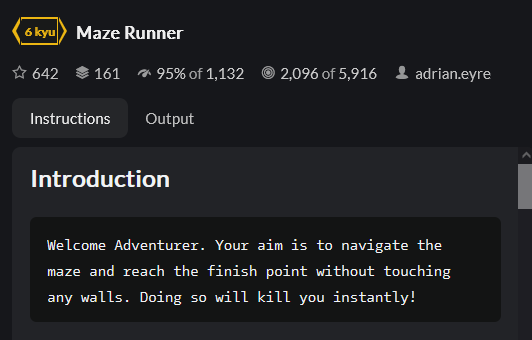 6 kyu Maze Runner
642 161 95% of 1,132 2,096 of 5,916 adrian.eyre
Instructions Output
Introduction
Welcome Adventurer. Your aim is to navigate the
maze and reach the finish point without touching
any walls. Doing so will kill you instantly!